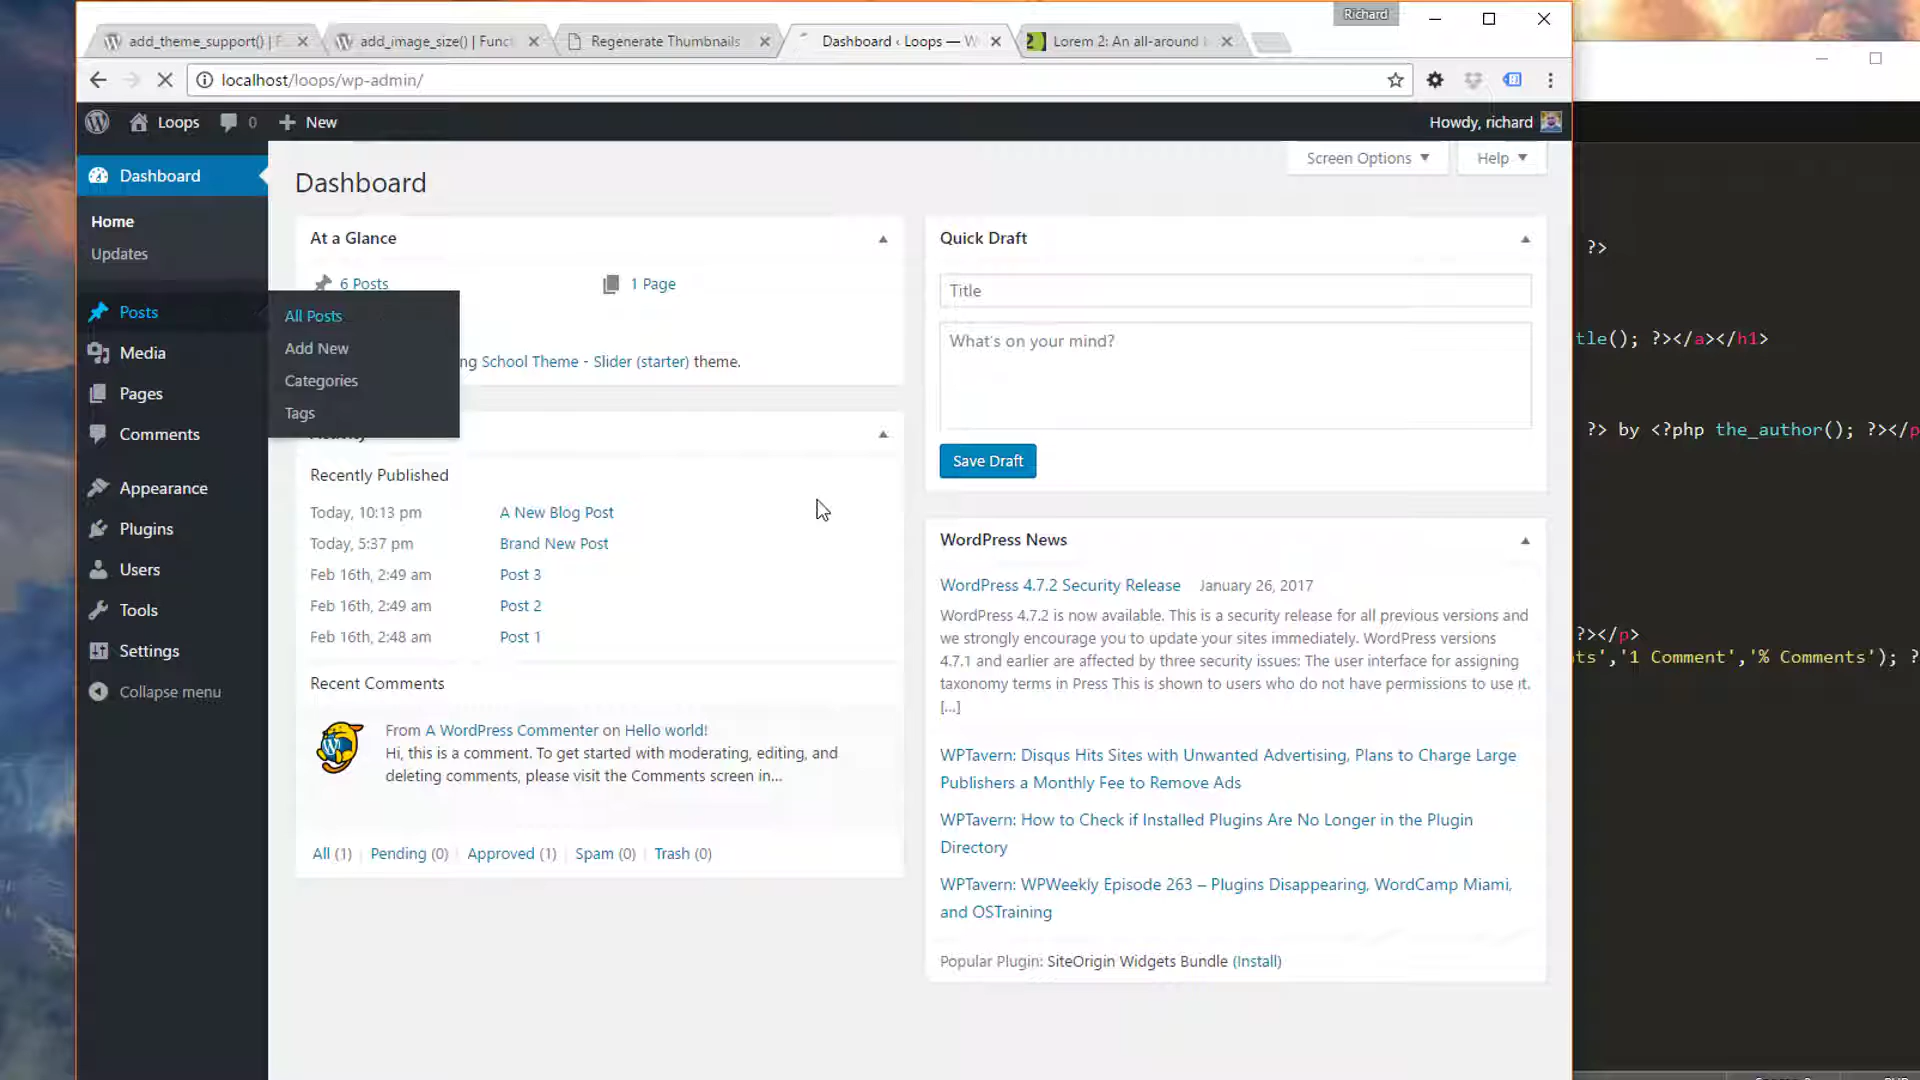 Richard
add_theme_support() | F
add_image_size() | Func
Regenerate Thumbnails
Dashboard ‹ Loops — W
Lorem 2: An all-around
localhost/loops/wp-admin/
Loops
0
New
Howdy, richard
Dashboard
Home
Updates
Posts
Media
Pages
Comments
Appearance
Plugins
Users
Tools
Settings
Collapse menu
All Posts
Add New
Categories
Tags
Dashboard
Screen Options
Help
At a Glance
6 Posts
1 Page
ng School Theme - Slider (starter) theme.
Recently Published
Today, 10:13 pm A New Blog Post
Today, 5:37 pm Brand New Post
Feb 16th, 2:49 am Post 3
Feb 16th, 2:49 am Post 2
Feb 16th, 2:48 am Post 1
Recent Comments
From A WordPress Commenter on Hello world!
Hi, this is a comment. To get started with moderating, editing, and
deleting comments, please visit the Comments screen in...
All (1) | Pending (0) | Approved (1) | Spam (0) | Trash (0)
Quick Draft
Title
What's on your mind?
Save Draft
WordPress News
WordPress 4.7.2 Security Release January 26, 2017
WordPress 4.7.2 is now available. This is a security release for all previous versions and
we strongly encourage you to update your sites immediately. WordPress versions
4.7.1 and earlier are affected by three security issues: The user interface for assigning
taxonomy terms in Press This is shown to users who do not have permissions to use it.
[...]
WPTavern: Disqus Hits Sites with Unwanted Advertising, Plans to Charge Large
Publishers a Monthly Fee to Remove Ads
WPTavern: How to Check if Installed Plugins Are No Longer in the Plugin
Directory
WPTavern: WPWeekly Episode 263 – Plugins Disappearing, WordCamp Miami,
and OSTraining
Popular Plugin: SiteOrigin Widgets Bundle (Install)
?>
tle(); ?></a></h1>
?> by <?php the_author(); ?></p
?></p>
ts','1 Comment','% Comments'); ?